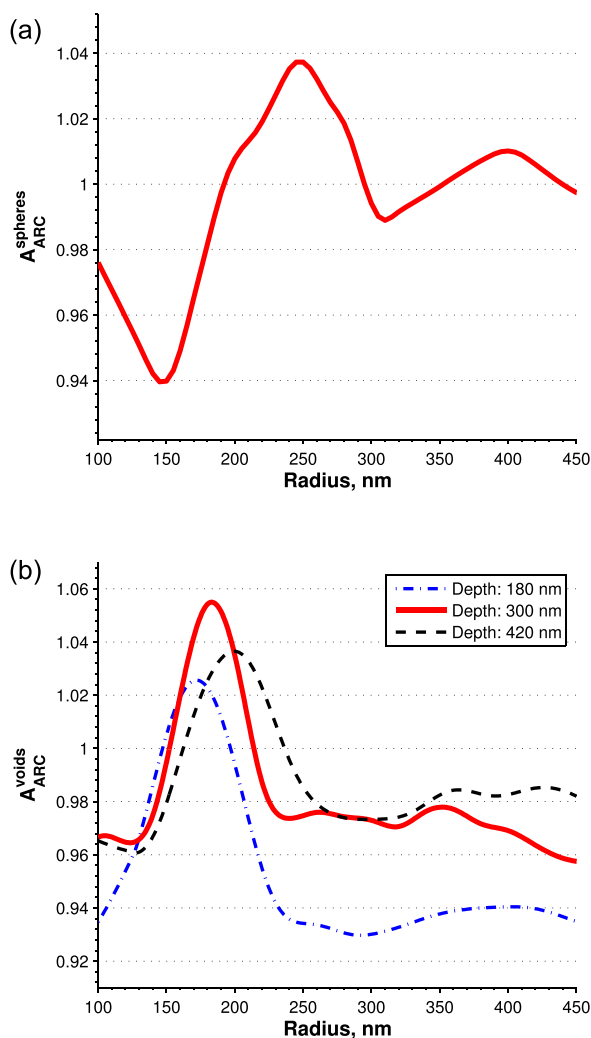 (a)
1.04
1.02
1
0.98
0.96
0.94
A^spheres_ARC
100 150 200 250 300 350 400 450
Radius, nm
(b)
Depth: 180 nm
Depth: 300 nm
Depth: 420 nm
1.06
1.04
1.02
1
0.98
0.96
0.94
0.92
A^voids_ARC
100 150 200 250 300 350 400 450
Radius, nm